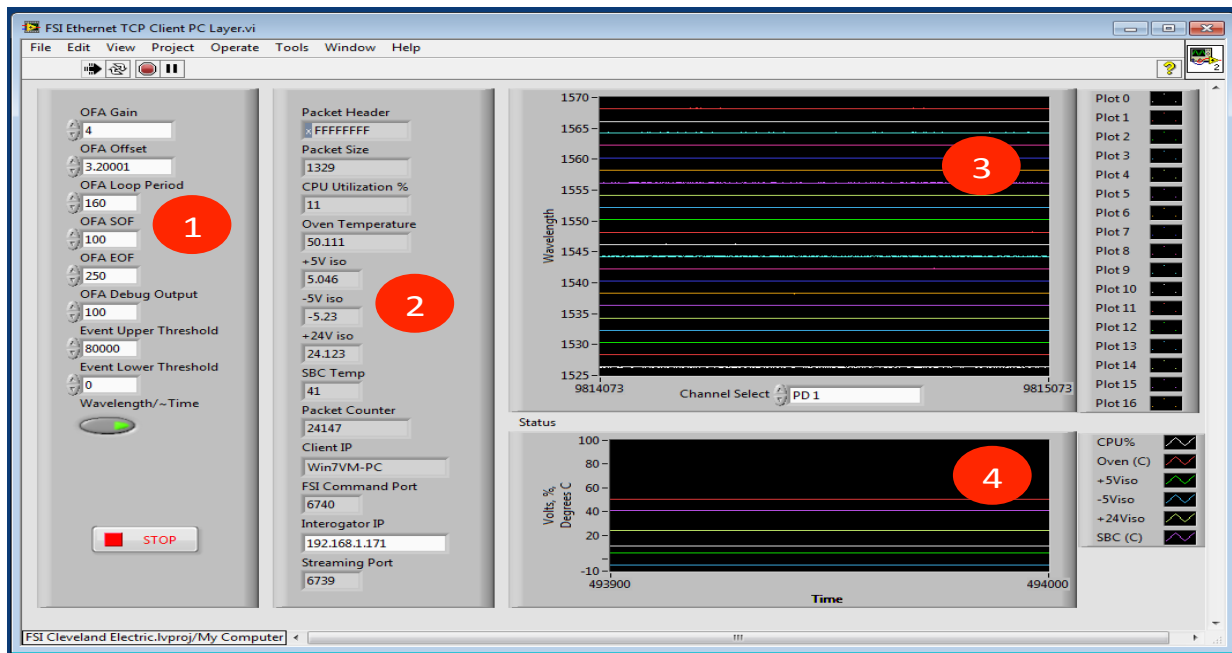 FSI Ethernet TCP Client PC Layer.vi
File Edit View Project Operate Tools Window Help
2
OFA Gain
4
OFA Offset
3.20001
OFA Loop Period
160
OFA SOF
100
OFA EOF
250
OFA Debug Output
100
Event Upper Threshold
80000
Event Lower Threshold
0
Wavelength/~Time
STOP
1
Packet Header
x FFFFFFFF
Packet Size
1329
CPU Utilization %
11
Oven Temperature
50.111
+5V iso
5.046
-5V iso
-5.23
+24V iso
24.123
SBC Temp
41
Packet Counter
24147
Client IP
Win7VM-PC
FSI Command Port
6740
Interogator IP
192.168.1.171
Streaming Port
6739
2
Wavelength
1570
1565
1560
1555
1550
1545
1540
1535
1530
1525
9814073
9815073
Channel Select PD 1
3
Plot 0
Plot 1
Plot 2
Plot 3
Plot 4
Plot 5
Plot 6
Plot 7
Plot 8
Plot 9
Plot 10
Plot 11
Plot 12
Plot 13
Plot 14
Plot 15
Plot 16
Status
Volts, %,
Degrees C
100
80
60
40
20
-10
493900
494000
Time
4
CPU%
Oven (C)
+5Viso
-5Viso
+24Viso
SBC (C)
FSI Cleveland Electric.lvproj/My Computer